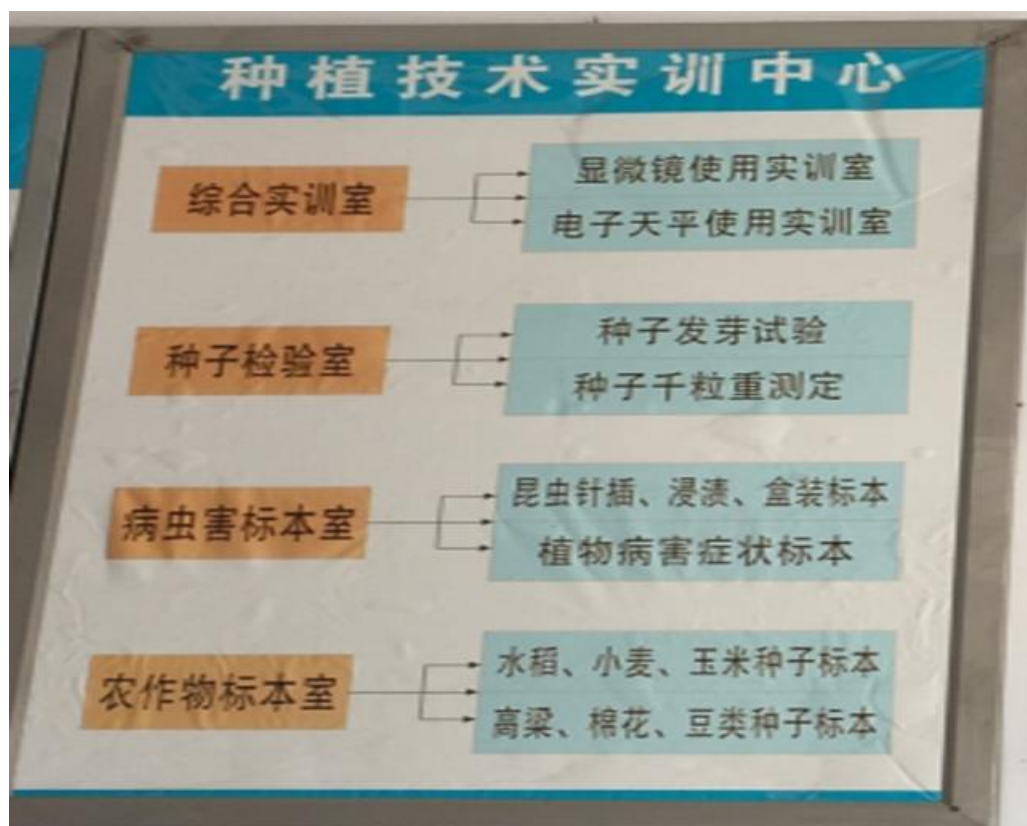 种植技术实训中心
综合实训室
显微镜使用实训室
电子天平使用实训室
种子检验室
种子发芽试验
种子千粒重测定
病虫害标本室
昆虫针插、浸渍、盒装标本
植物病害症状标本
农作物标本室
水稻、小麦、玉米种子标本
高梁、棉花、豆类种子标本